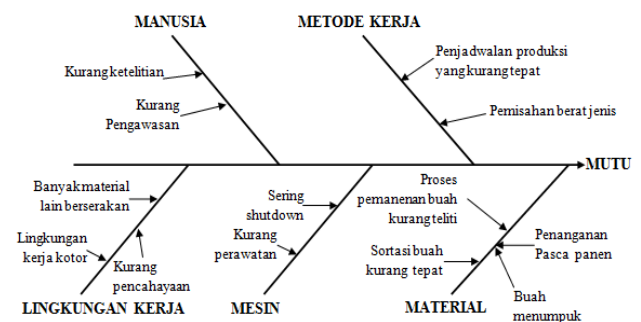 MANUSIA
METODE KERJA
Kurang ketelitian
Kurang
Pengawasan
Penjadwalan produksi
yang kurang tepat
Pemisahan berat jenis
MUTU
Banyak material
lain berserakan
Lingkungan
kerja kotor
Kurang
pencahayaan
Sering
shutdown
Kurang
perawatan
Proses
pemanenan buah
kurang teliti
Sortasi buah
kurang tepat
Penanganan
Pasca panen
Buah
menumpuk
LINGKUNGAN KERJA
MESIN
MATERIAL